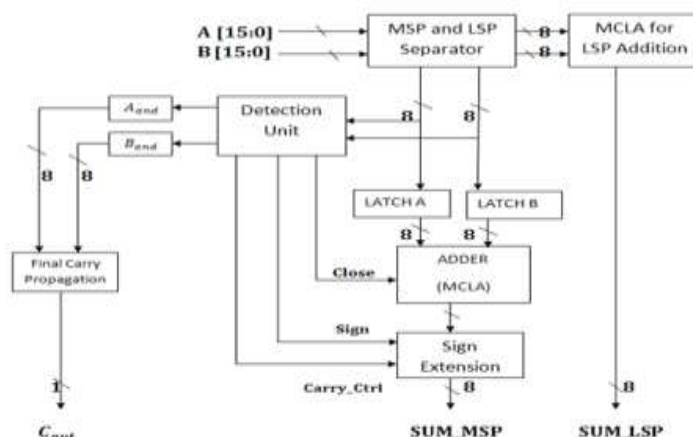 A [15:0]
B [15:0]
MSP and LSP
Separator
8
8
MCLA for
LSP Addition
8
8
Detection
Unit
A_and
B_and
8
8
LATCH A
LATCH B
8
8
Final Carry
Propagation
Close
ADDER
(MCLA)
Sign
Sign
Extension
Carry_Ctrl
1
8
8
C_out
SUM_MSP
SUM_LSP